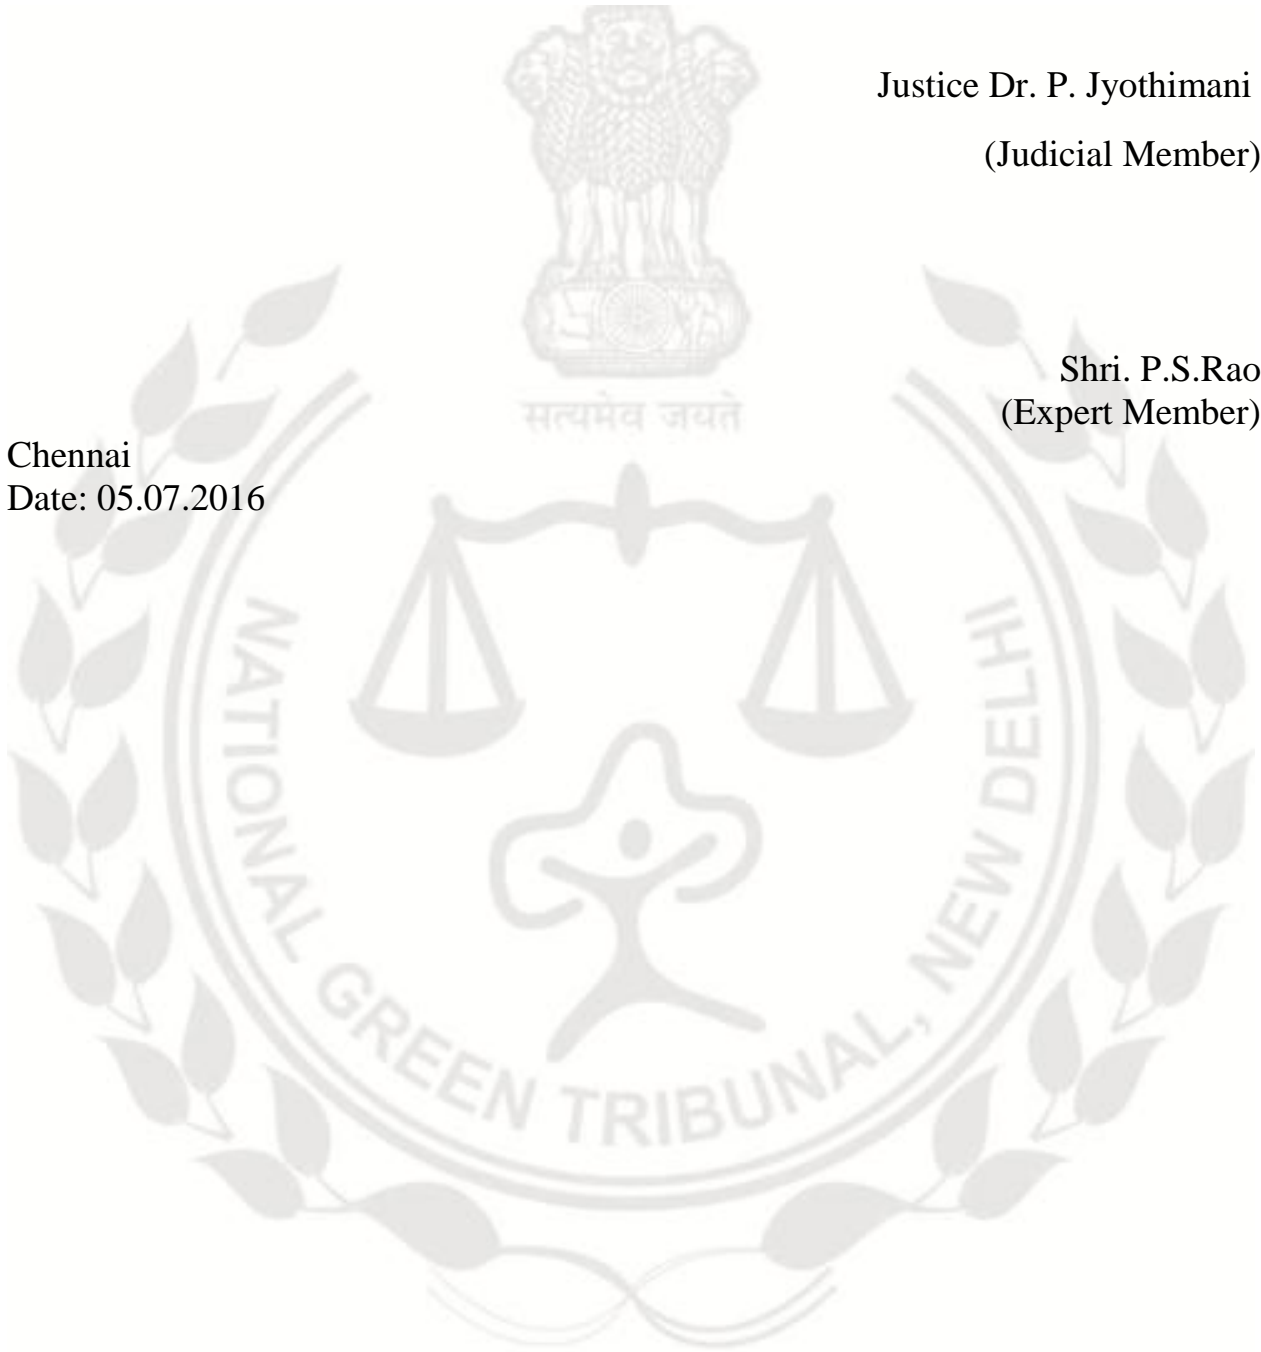 Justice Dr. P. Jyothimani
(Judicial Member)
Shri. P.S.Rao
(Expert Member)
सत्यमेव जयते
Chennai
Date: 05.07.2016
NATIONAL GREEN TRIBUNAL, NEW DELHI